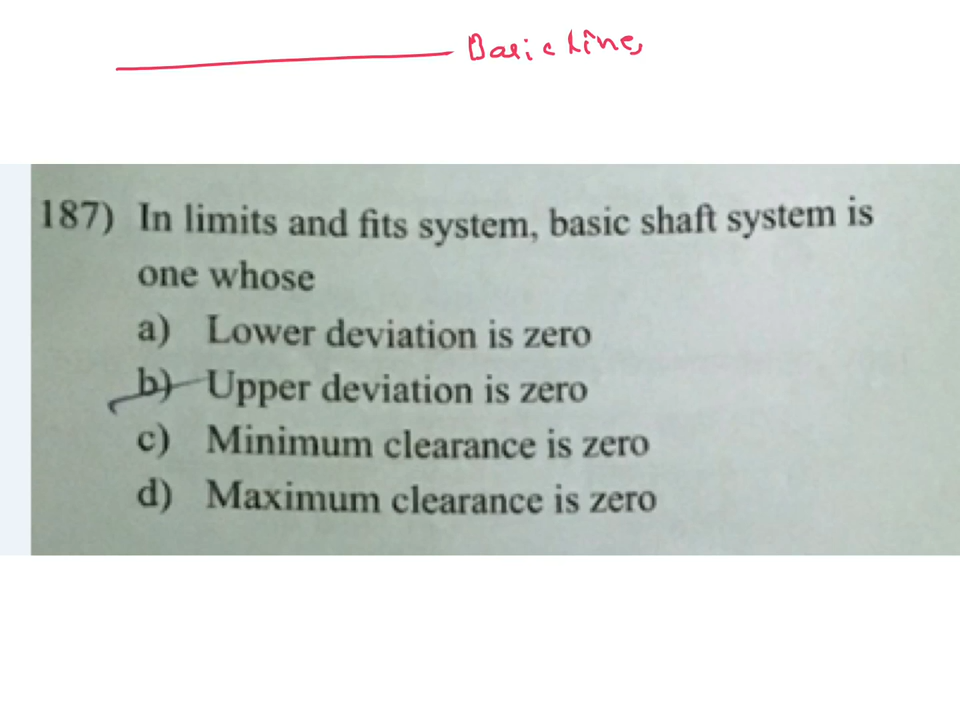 Basic Line
187) In limits and fits system, basic shaft system is
one whose
a) Lower deviation is zero
b) Upper deviation is zero
c) Minimum clearance is zero
d) Maximum clearance is zero